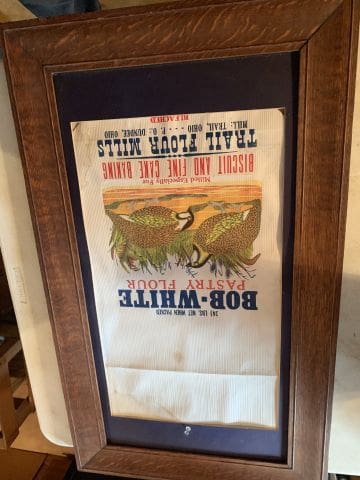 24½ LBS. NET WHEN PACKED
BOB-WHITE
PASTRY FLOUR
Milled Especially For
BISCUIT AND FINE CAKE BAKING
TRAIL FLOUR MILLS
MILL: TRAIL, OHIO .... P. O.: DUNDEE, OHIO
BLEACHED